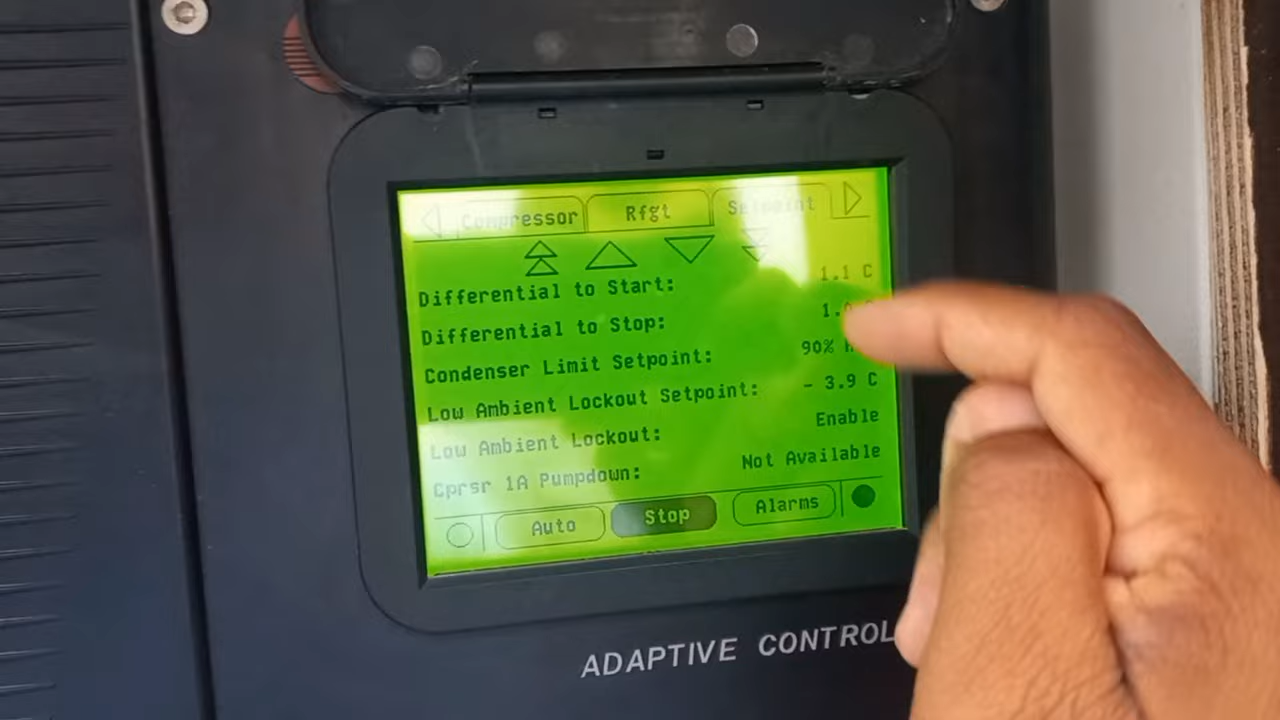 Compressor
Rfgt
Setpoint
Differential to Start: 1.1 C
Differential to Stop:
Condenser Limit Setpoint: 90%
Low Ambient Lockout Setpoint: - 3.9 C
Low Ambient Lockout: Enable
Cprsr 1A Pumpdown: Not Available
Auto
Stop
Alarms
ADAPTIVE CONTROL